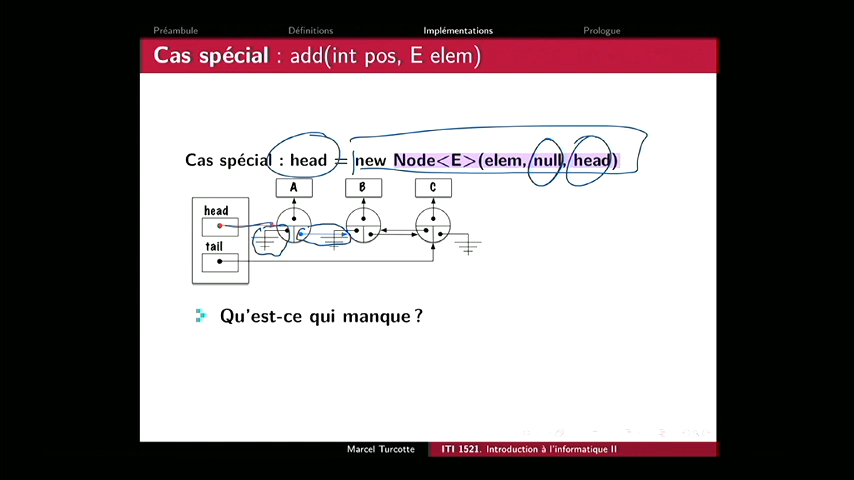 Préambule Définitions Implémentations Prologue
Cas spécial : add(int pos, E elem)
Cas spécial : head = new Node<E>(elem, null, head)
A B C
head
tail
Qu'est-ce qui manque ?
Marcel Turcotte ITI 1521. Introduction à l'informatique II